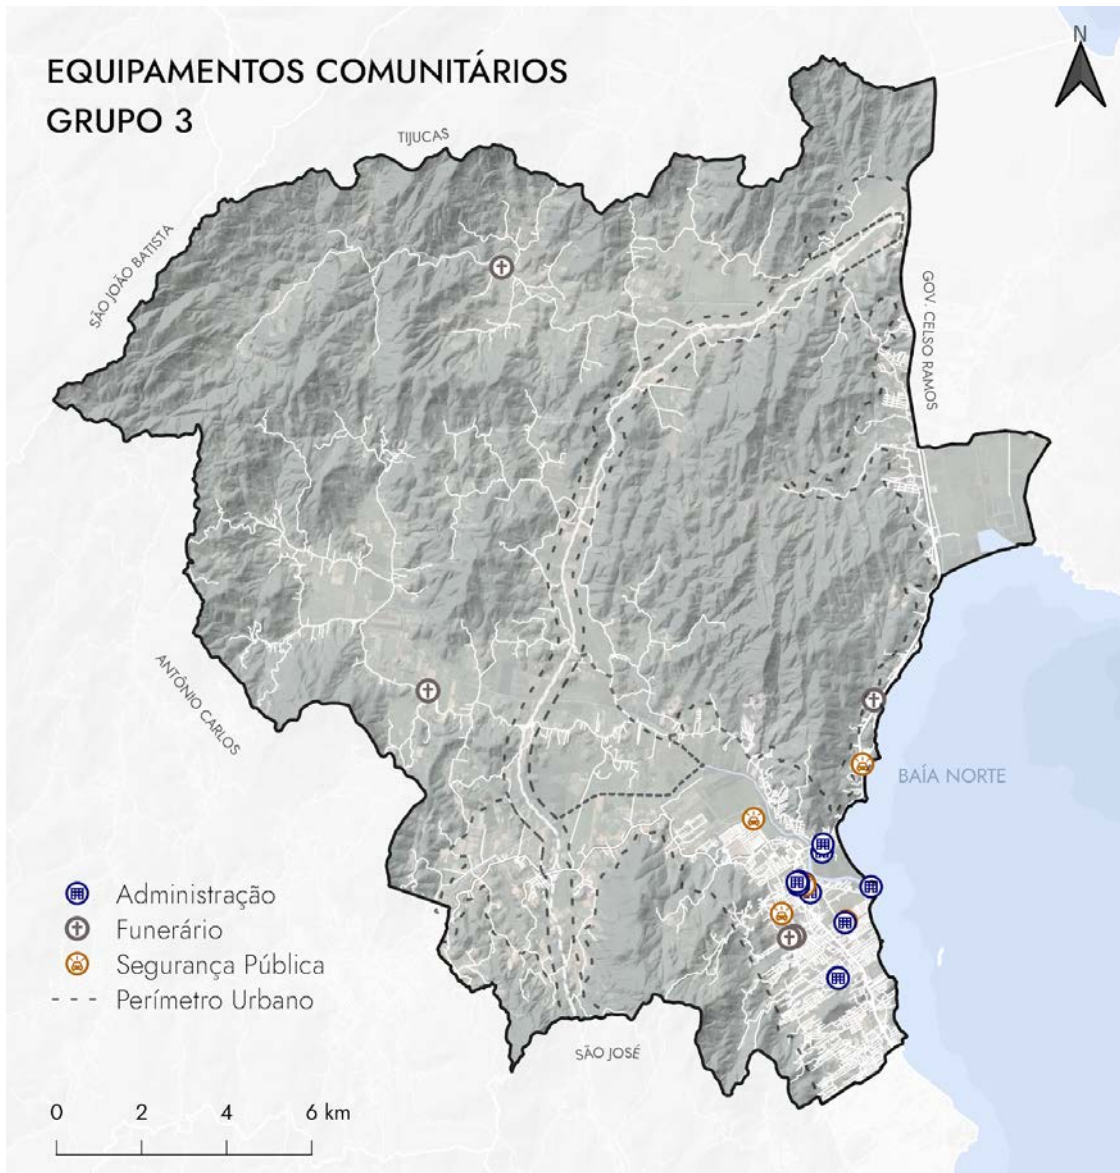 EQUIPAMENTOS COMUNITÁRIOS
GRUPO 3
N
TIJUCAS
SÃO JOÃO BATISTA
GOV. CELSO RAMOS
ANTÔNIO CARLOS
BAÍA NORTE
SÃO JOSÉ
Administração
Funerário
Segurança Pública
Perímetro Urbano
0 2 4 6 km